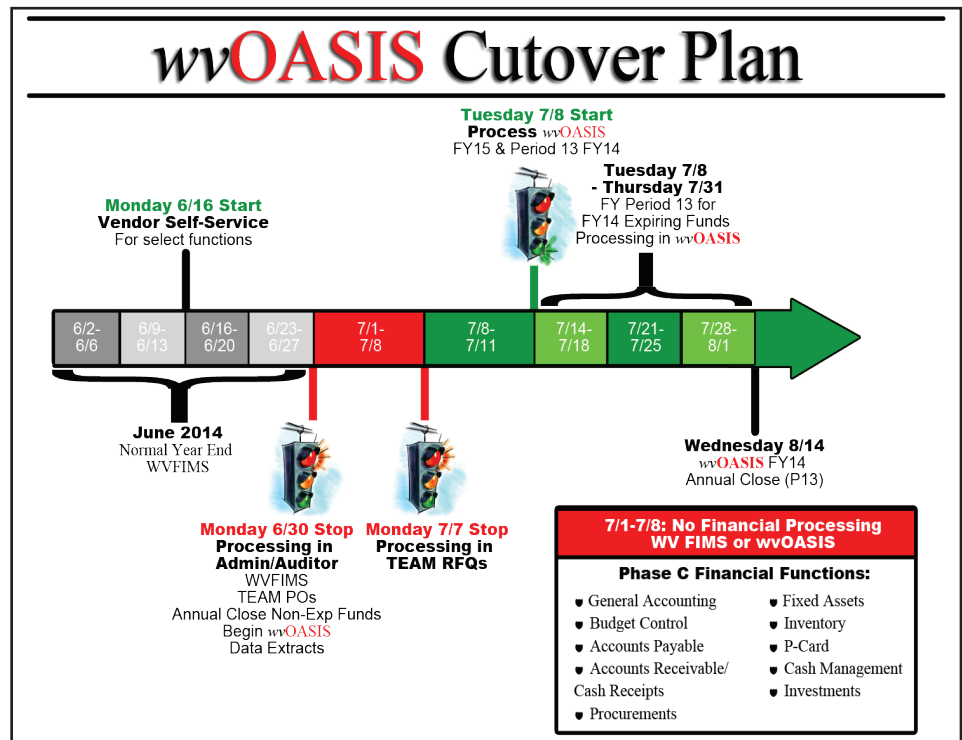 wvOASIS Cutover Plan
Tuesday 7/8 Start
Process wvOASIS
FY15 & Period 13 FY14
Tuesday 7/8
- Thursday 7/31
FY Period 13 for
FY14 Expiring Funds
Processing in wvOASIS
Monday 6/16 Start
Vendor Self-Service
For select functions
6/2-
6/6
6/9-
6/13
6/16-
6/20
6/23-
6/27
7/1-
7/8
7/8-
7/11
7/14-
7/18
7/21-
7/25
7/28-
8/1
June 2014
Normal Year End
WVFIMS
Monday 6/30 Stop
Processing in
Admin/Auditor
WVFIMS
TEAM POs
Annual Close Non-Exp Funds
Begin wvOASIS
Data Extracts
Monday 7/7 Stop
Processing in
TEAM RFQs
Wednesday 8/14
wvOASIS FY14
Annual Close (P13)
7/1-7/8: No Financial Processing
WV FIMS or wvOASIS
Phase C Financial Functions:
General Accounting
Budget Control
Accounts Payable
Accounts Receivable/
Cash Receipts
Procurements
Fixed Assets
Inventory
P-Card
Cash Management
Investments